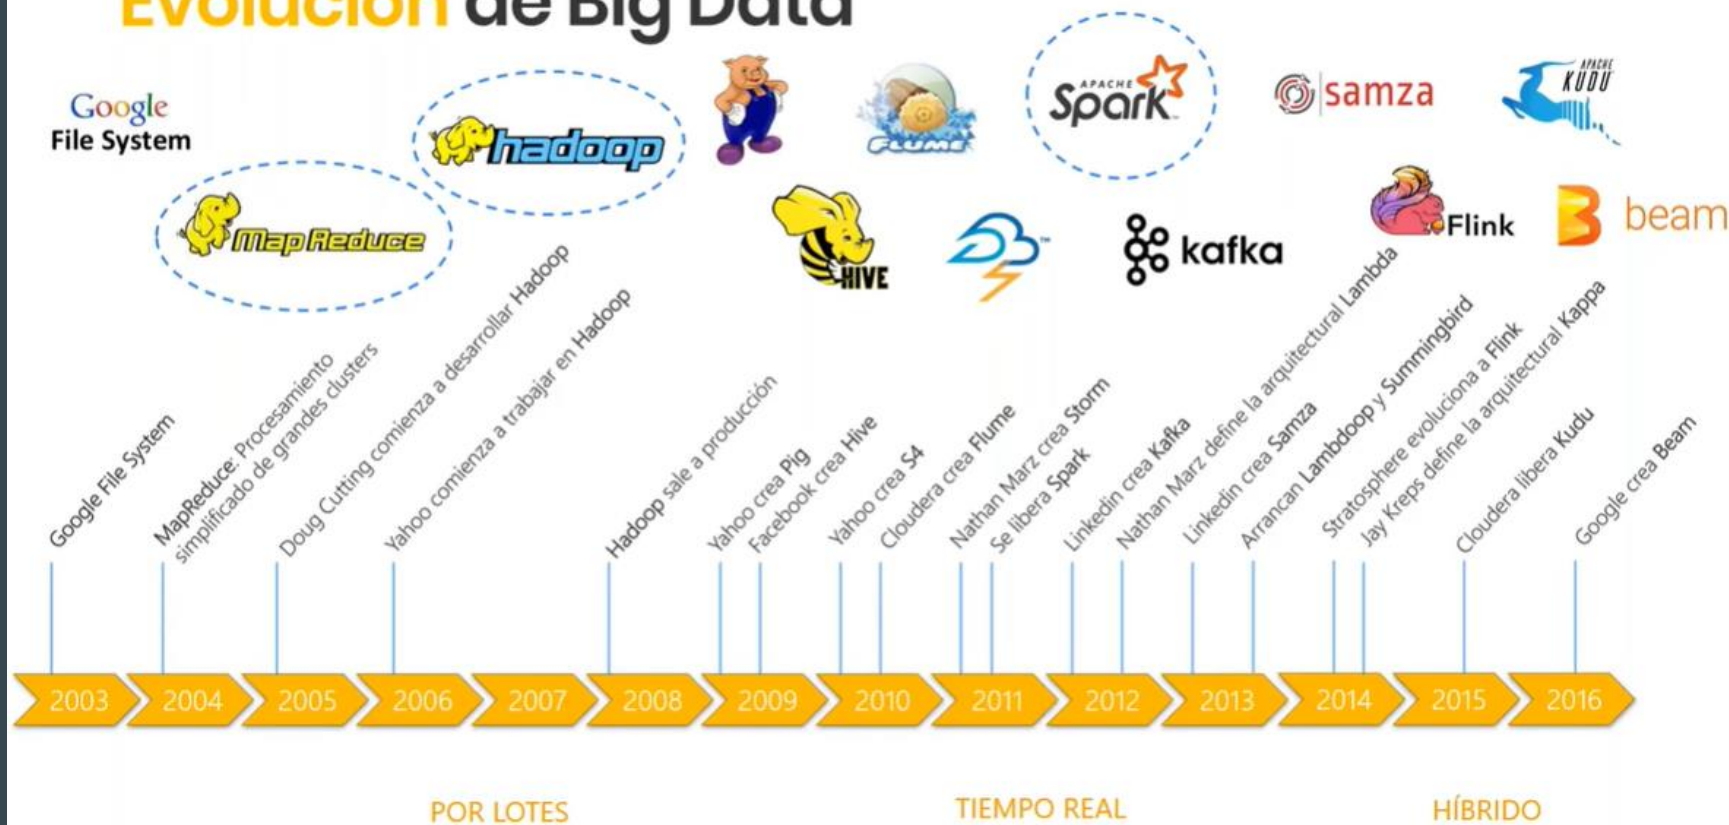 Evolución de Big Data
Google
File System
Map Reduce
hadoop
HIVE
FLUME
APACHE
Spark
kafka
samza
Flink
APACHE
KUDU
beam
Google File System
MapReduce: Procesamiento
simplificado de grandes clusters
Doug Cutting comienza a desarrollar Hadoop
Yahoo comienza a trabajar en Hadoop
Hadoop sale a producción
Yahoo crea Pig
Facebook crea Hive
Yahoo crea S4
Cloudera crea Flume
Nathan Marz crea Storm
Se libera Spark
Linkedin crea Kafka
Nathan Marz define la arquitectural Lambda
Linkedin crea Samza
Arrancan Lambdoop y Summingbird
Stratosphere evoluciona a Flink
Jay Kreps define la arquitectural Kappa
Cloudera libera Kudu
Google crea Beam
2003
2004
2005
2006
2007
2008
2009
2010
2011
2012
2013
2014
2015
2016
POR LOTES
TIEMPO REAL
HÍBRIDO